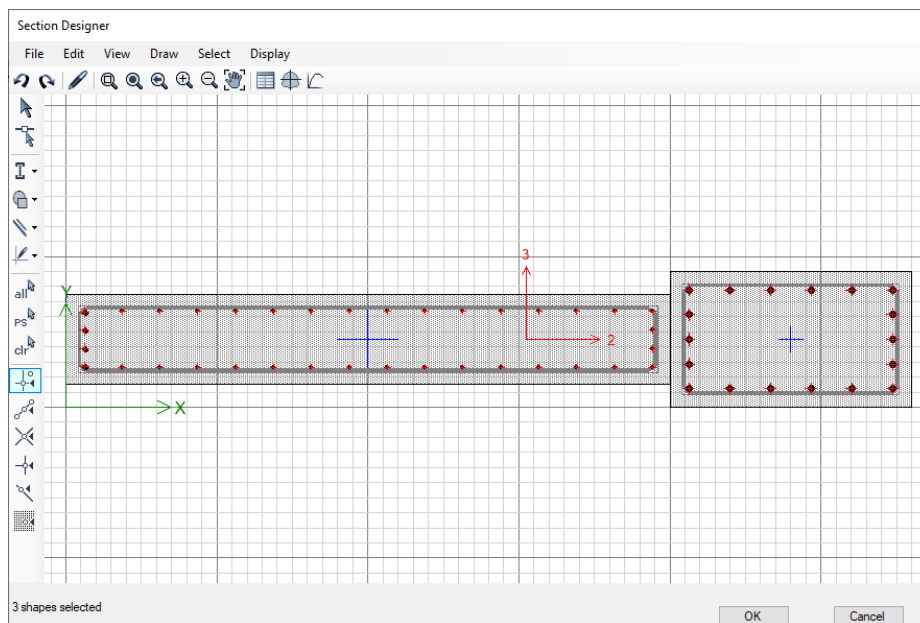 Section Designer
File Edit View Draw Select Display
all
PS
clr
Y
X
3
2
3 shapes selected
OK Cancel